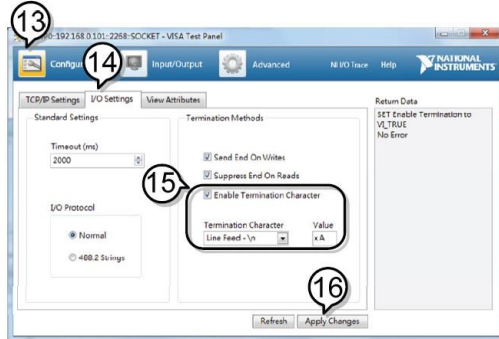 13
0::192.168.0.101::2268::SOCKET - VISA Test Panel
14
Input/Output
Advanced
NI I/O Trace
Help
NATIONAL
INSTRUMENTS
TCP/IP Settings
I/O Settings
View Attributes
Return Data
Standard Settings
Termination Methods
SET Enable Termination to
VI_TRUE
No Error
Timeout (ms)
2000
Send End On Writes
Suppress End On Reads
15
Enable Termination Character
I/O Protocol
Termination Character
Value
Line Feed - \n
xA
Normal
488.2 Strings
16
Refresh
Apply Changes